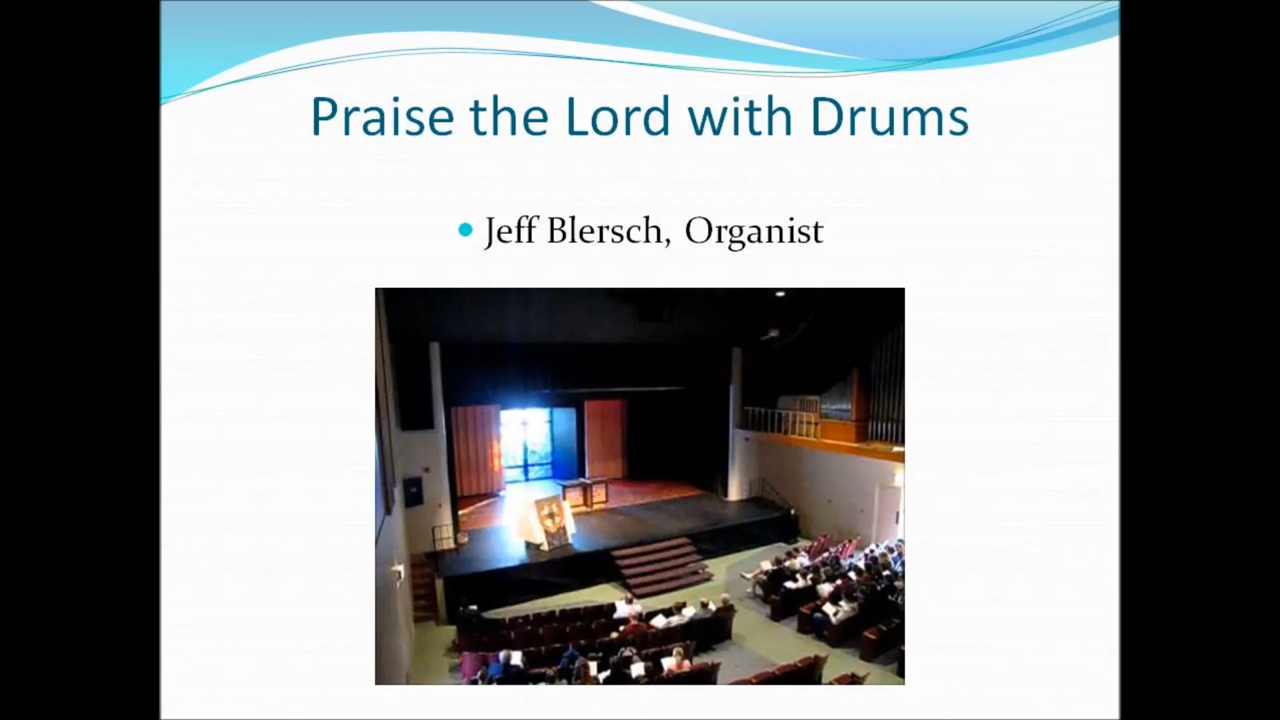 Praise the Lord with Drums
• Jeff Blersch, Organist